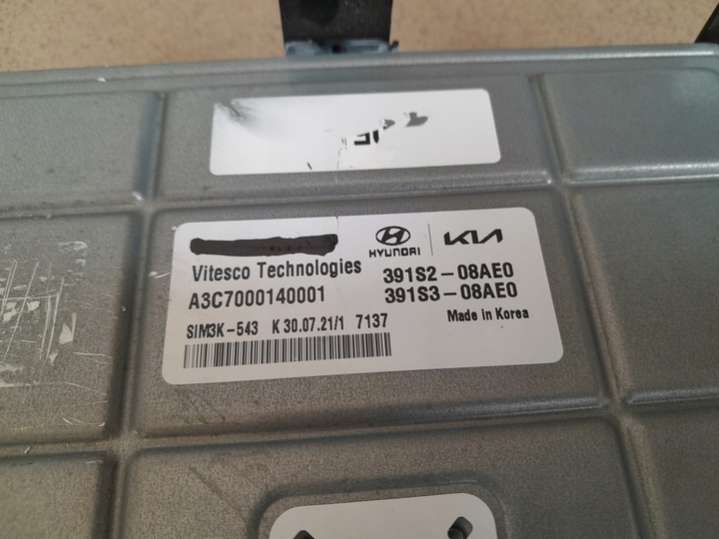 HYUNDAI
KIA
Vitesco Technologies
391S2-08AE0
A3C7000140001
391S3-08AE0
SIM3K-543 K 30.07.21/1 7137
Made in Korea